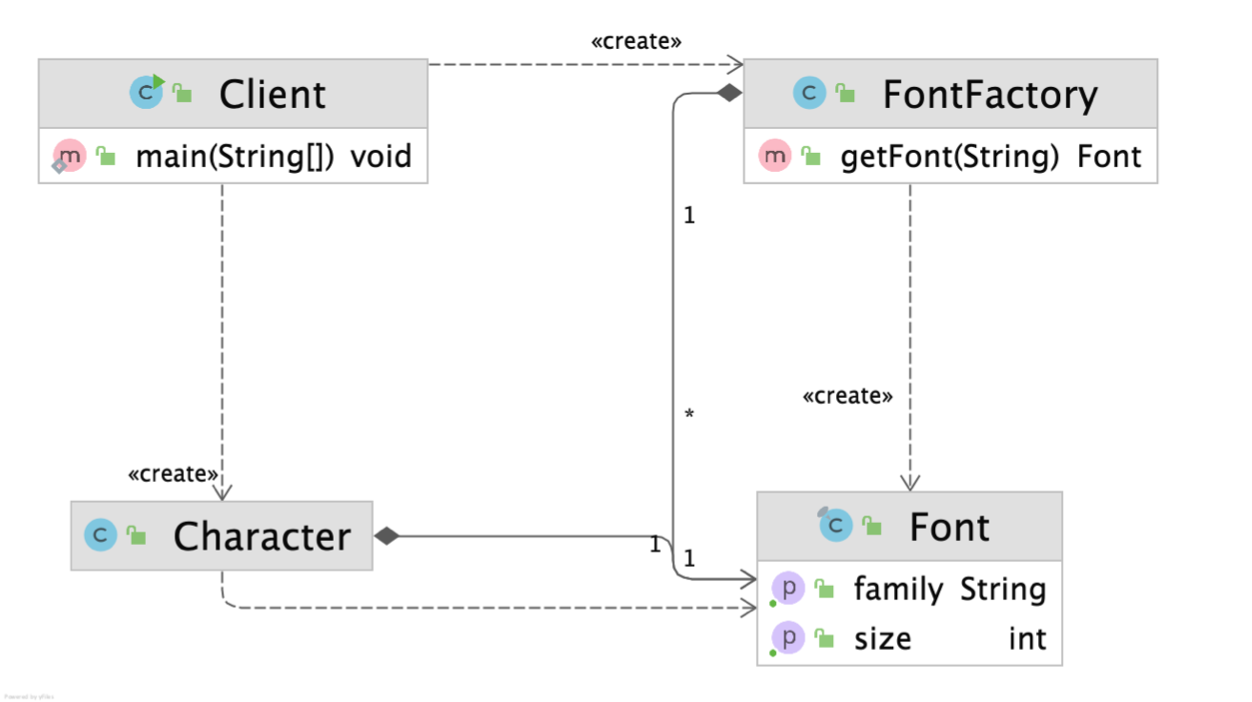 «create»
Client
FontFactory
main(String[]) void
getFont(String) Font
1
«create»
*
«create»
Character
Font
1
1
family String
size int
Powered by yFiles